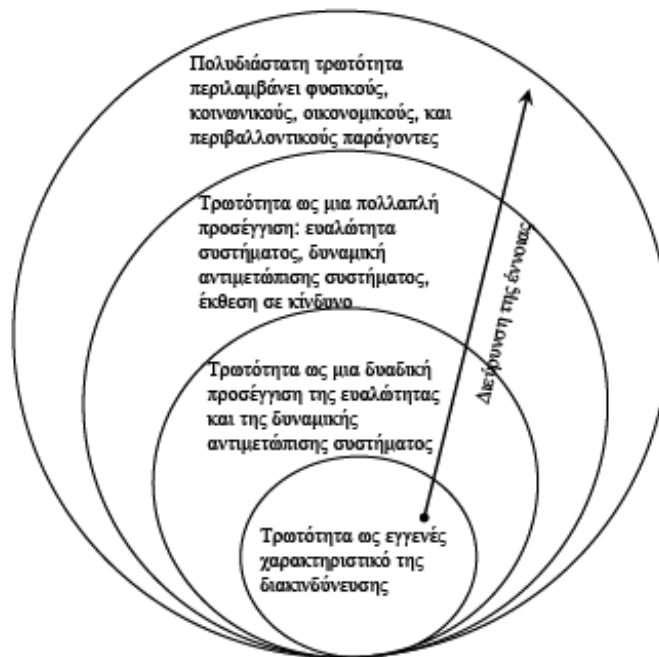 Πολυδιάστατη τρωτότητα
περιλαμβάνει φυσικούς,
κοινωνικούς, οικονομικούς, και
περιβαλλοντικούς παράγοντες
Τρωτότητα ως μια πολλαπλή
προσέγγιση: ευαλώτητα
συστήματος, δυναμική
αντιμετώπισης συστήματος,
έκθεση σε κίνδυνο
Διεύρυνση της έννοιας
Τρωτότητα ως μια δυαδική
προσέγγιση της ευαλώτητας
και της δυναμικής
αντιμετώπισης συστήματος
Τρωτότητα ως εγγενές
χαρακτηριστικό της
διακινδύνευσης